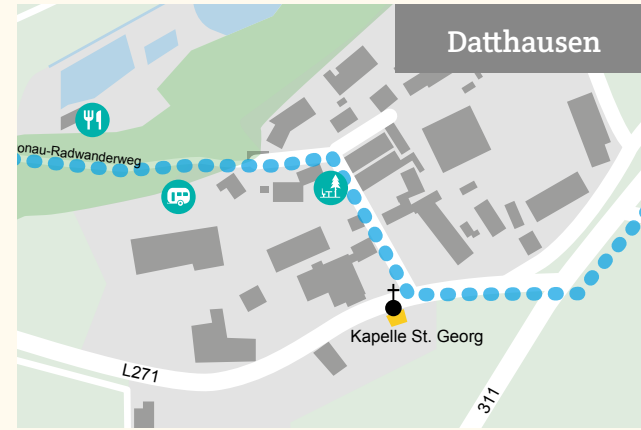 Datthausen
onau-Radwanderweg
Kapelle St. Georg
L271
311